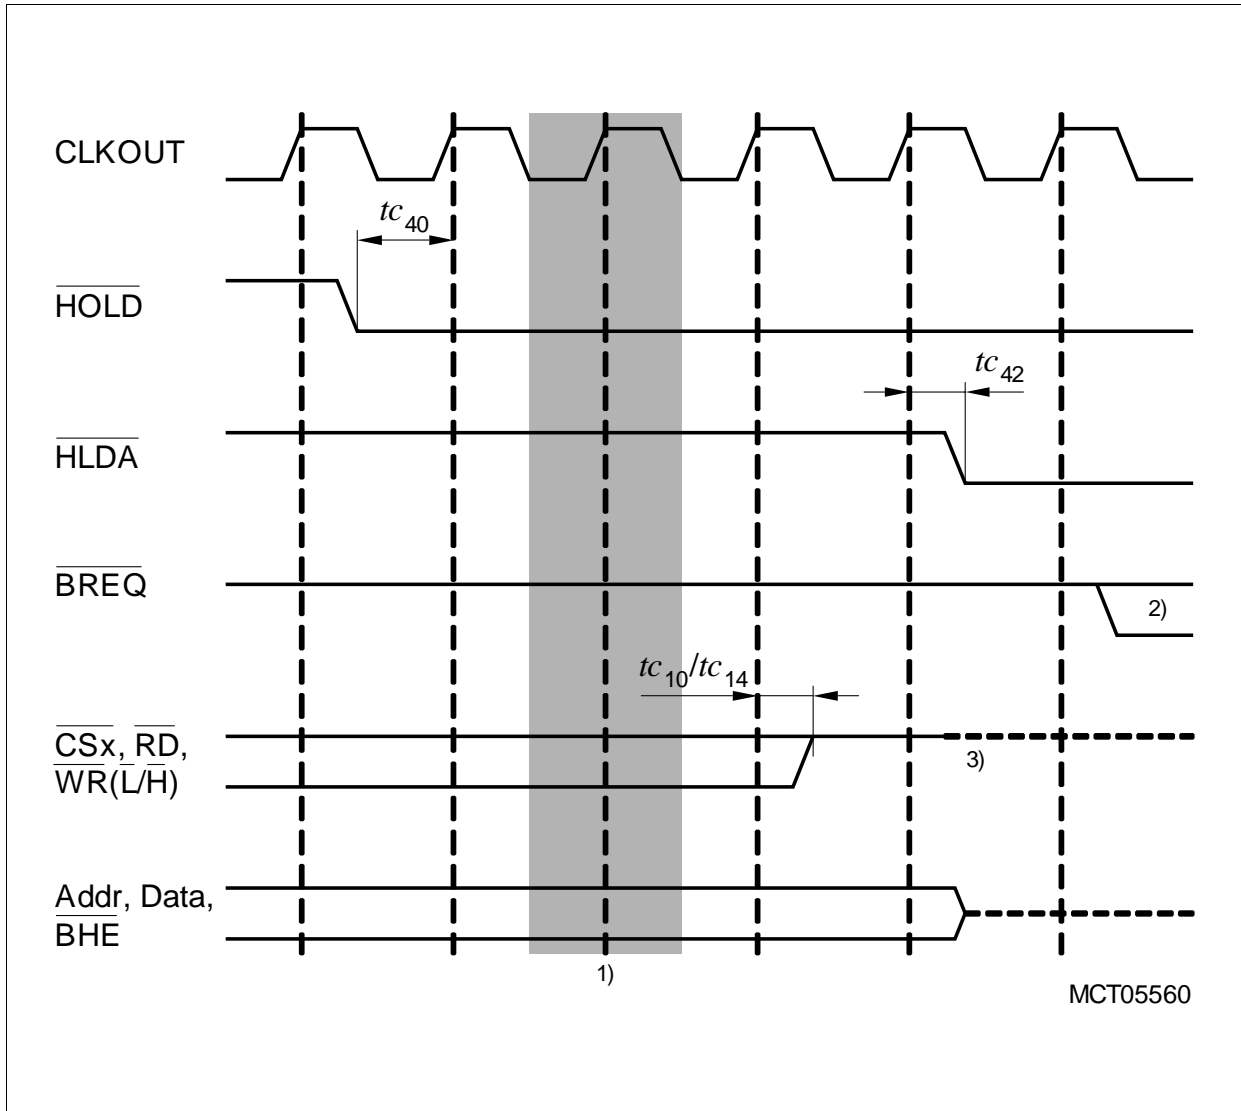 CLKOUT
tc40
HOLD
tc42
HLDA
BREQ
2)
tc10/tc14
CSx, RD,
WR(L/H)
3)
Addr, Data,
BHE
1)
MCT05560